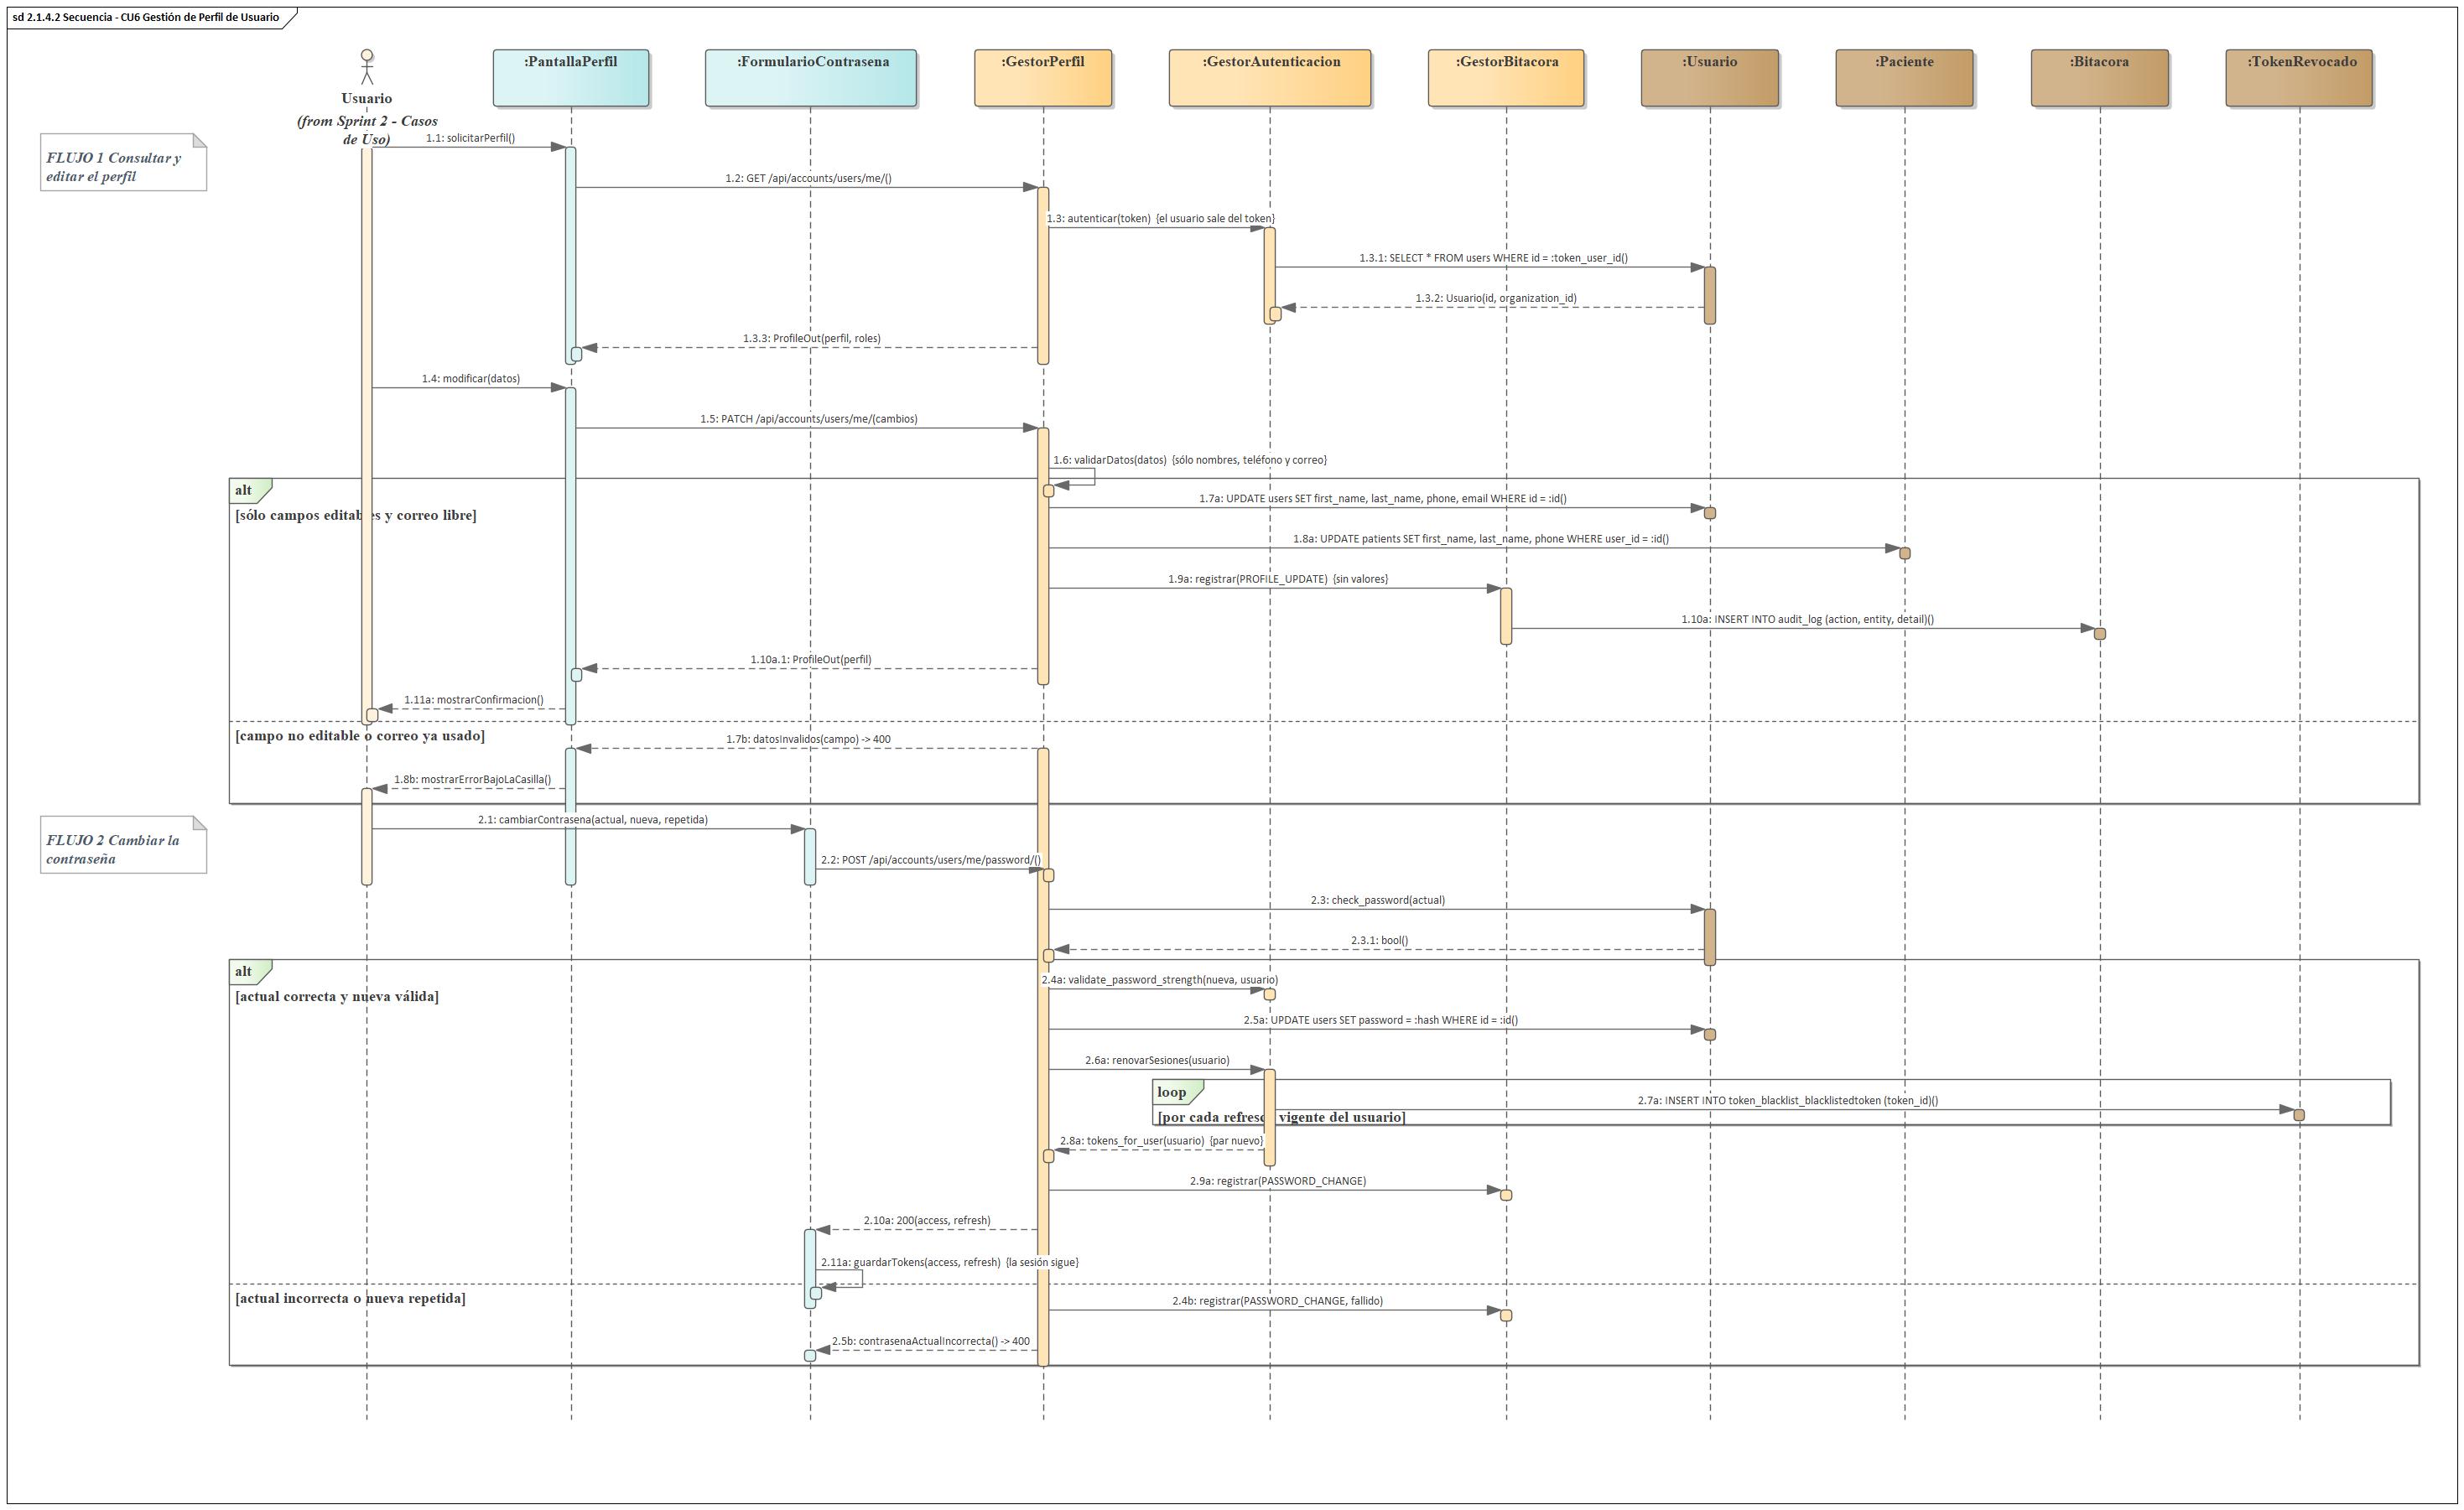 sd 2.1.4.2 Secuencia - CU6 Gestión de Perfil de Usuario
:PantallaPerfil
:FormularioContrasena
:GestorPerfil
:GestorAutenticacion
:GestorBitacora
:Usuario
:Paciente
:Bitacora
:TokenRevocado
Usuario
(from Sprint 2 - Casos
de Uso)
FLUJO 1 Consultar y
editar el perfil
1.1: solicitarPerfil()
1.2: GET /api/accounts/users/me/()
1.3: autenticar(token) {el usuario sale del token}
1.3.1: SELECT * FROM users WHERE id = :token_user_id()
1.3.2: Usuario(id, organization_id)
1.3.3: ProfileOut(perfil, roles)
1.4: modificar(datos)
1.5: PATCH /api/accounts/users/me/(cambios)
1.6: validarDatos(datos) {sólo nombres, teléfono y correo}
alt
[sólo campos editables y correo libre]
1.7a: UPDATE users SET first_name, last_name, phone, email WHERE id = :id()
1.8a: UPDATE patients SET first_name, last_name, phone WHERE user_id = :id()
1.9a: registrar(PROFILE_UPDATE) {sin valores}
1.10a: INSERT INTO audit_log (action, entity, detail)()
1.10a.1: ProfileOut(perfil)
1.11a: mostrarConfirmacion()
[campo no editable o correo ya usado]
1.7b: datosInvalidos(campo) -> 400
1.8b: mostrarErrorBajoLaCasilla()
FLUJO 2 Cambiar la
contraseña
2.1: cambiarContrasena(actual, nueva, repetida)
2.2: POST /api/accounts/users/me/password/()
2.3: check_password(actual)
2.3.1: bool()
alt
[actual correcta y nueva válida]
2.4a: validate_password_strength(nueva, usuario)
2.5a: UPDATE users SET password = :hash WHERE id = :id()
2.6a: renovarSesiones(usuario)
loop
[por cada refresco vigente del usuario]
2.7a: INSERT INTO token_blacklist_blacklistedtoken (token_id)()
2.8a: tokens_for_user(usuario) {par nuevo}
2.9a: registrar(PASSWORD_CHANGE)
2.10a: 200(access, refresh)
2.11a: guardarTokens(access, refresh) {la sesión sigue}
[actual incorrecta o nueva repetida]
2.4b: registrar(PASSWORD_CHANGE, fallido)
2.5b: contrasenaActualIncorrecta() -> 400